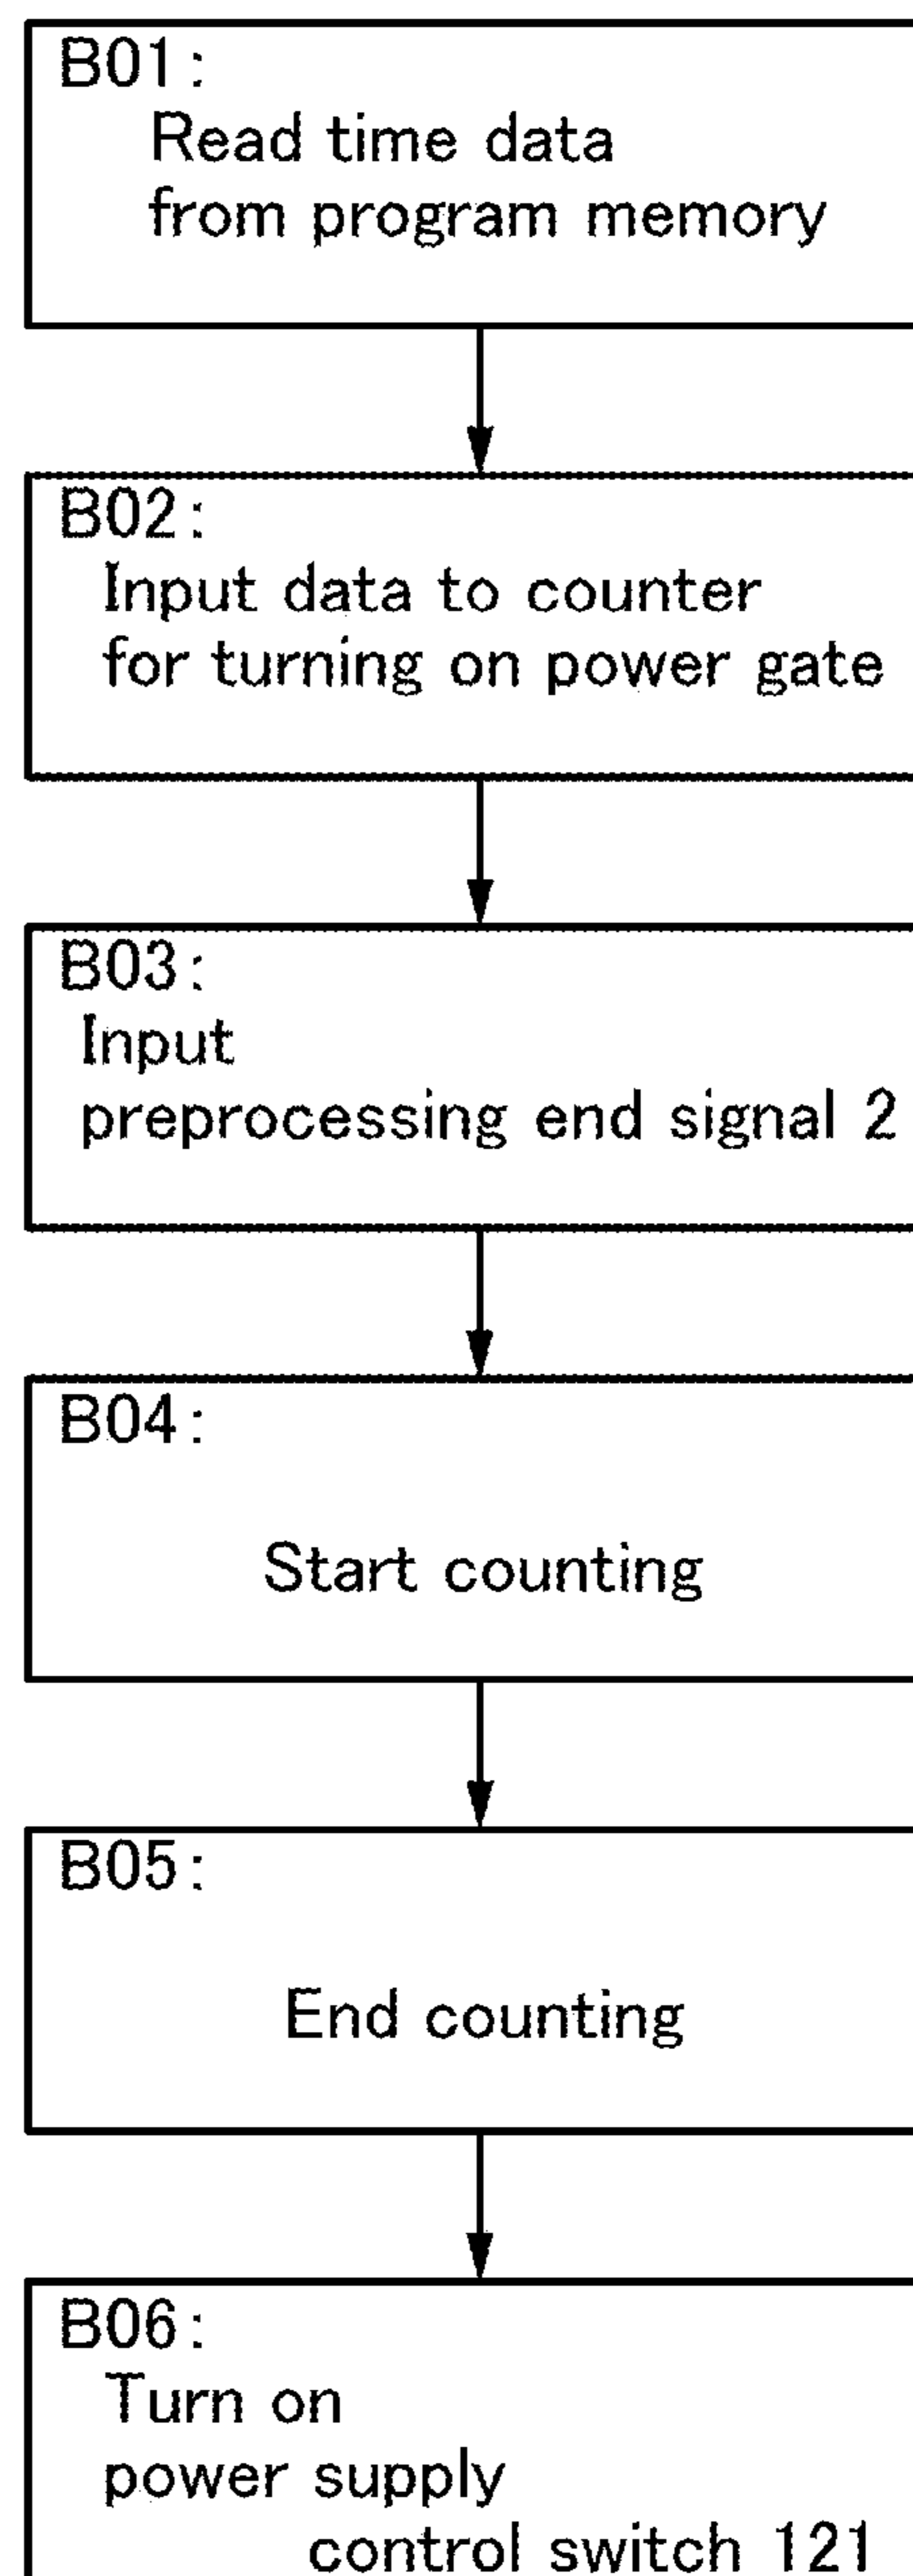 B01:
Read time data
from program memory
B02:
Input data to counter
for turning on power gate
B03:
Input
preprocessing end signal 2
B04:
Start counting
B05:
End counting
B06:
Turn on
power supply
control switch 121